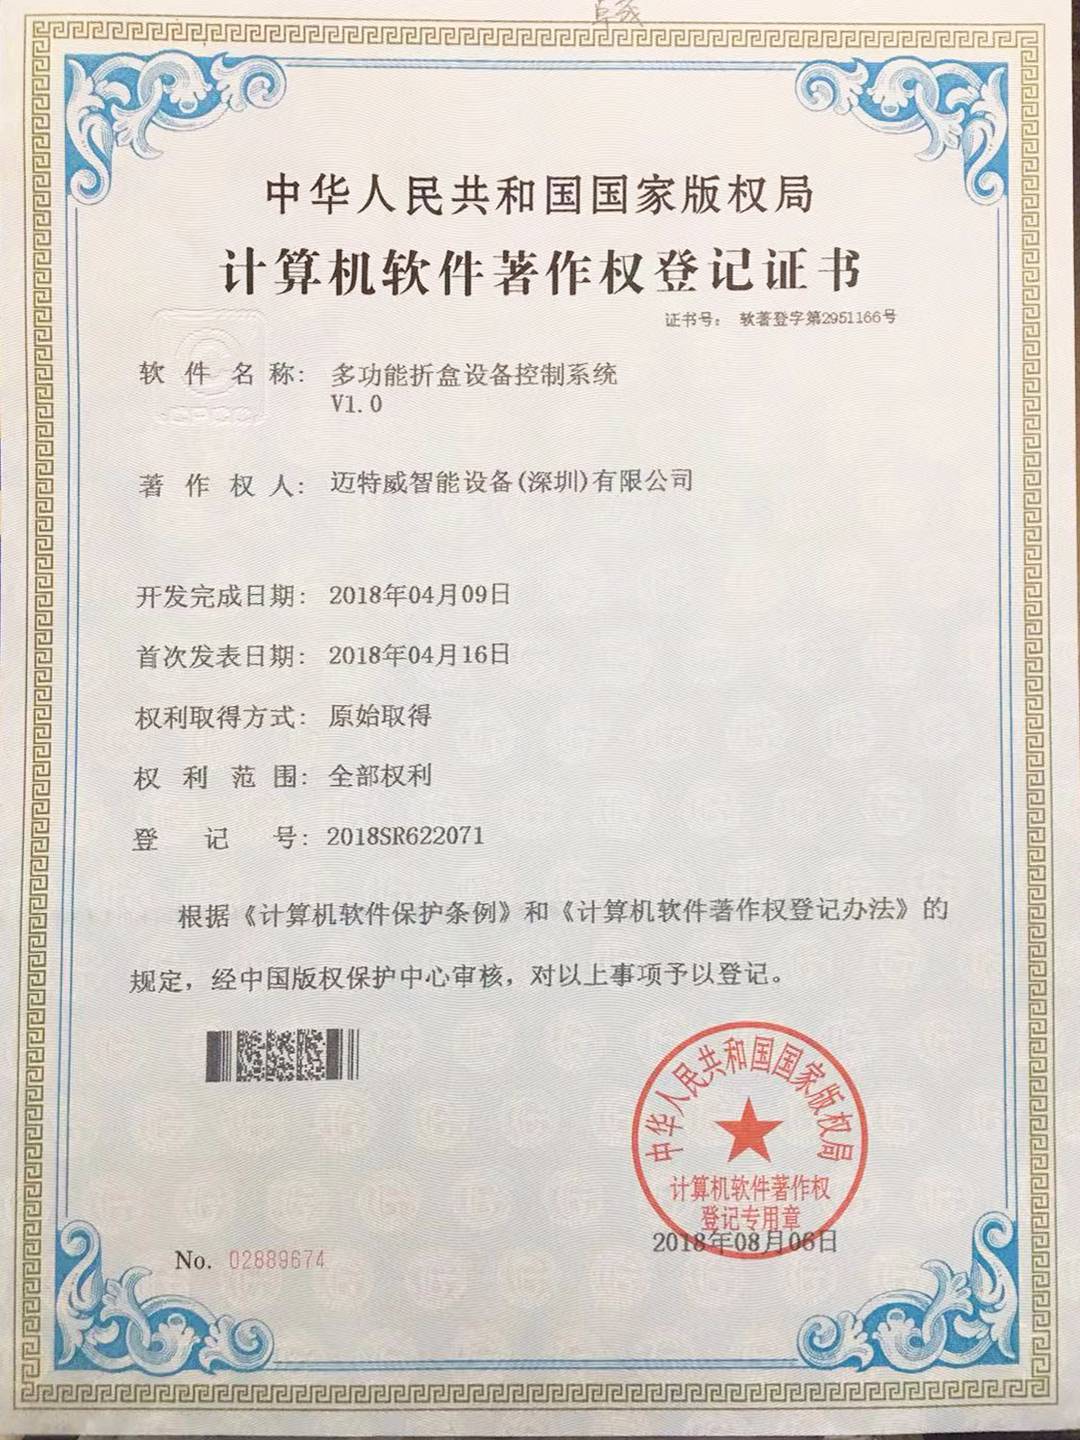 中华人民共和国国家版权局
计算机软件著作权登记证书
证书号： 软著登字第2951166号
软件名称： 多功能折盒设备控制系统
V1.0
著作权人： 迈特威智能设备(深圳)有限公司
开发完成日期： 2018年04月09日
首次发表日期： 2018年04月16日
权利取得方式： 原始取得
权利范围： 全部权利
登记号： 2018SR622071
根据《计算机软件保护条例》和《计算机软件著作权登记办法》的
规定，经中国版权保护中心审核，对以上事项予以登记。
中华人民共和国国家版权局
计算机软件著作权
登记专用章
2018年08月06日
No. 02889674